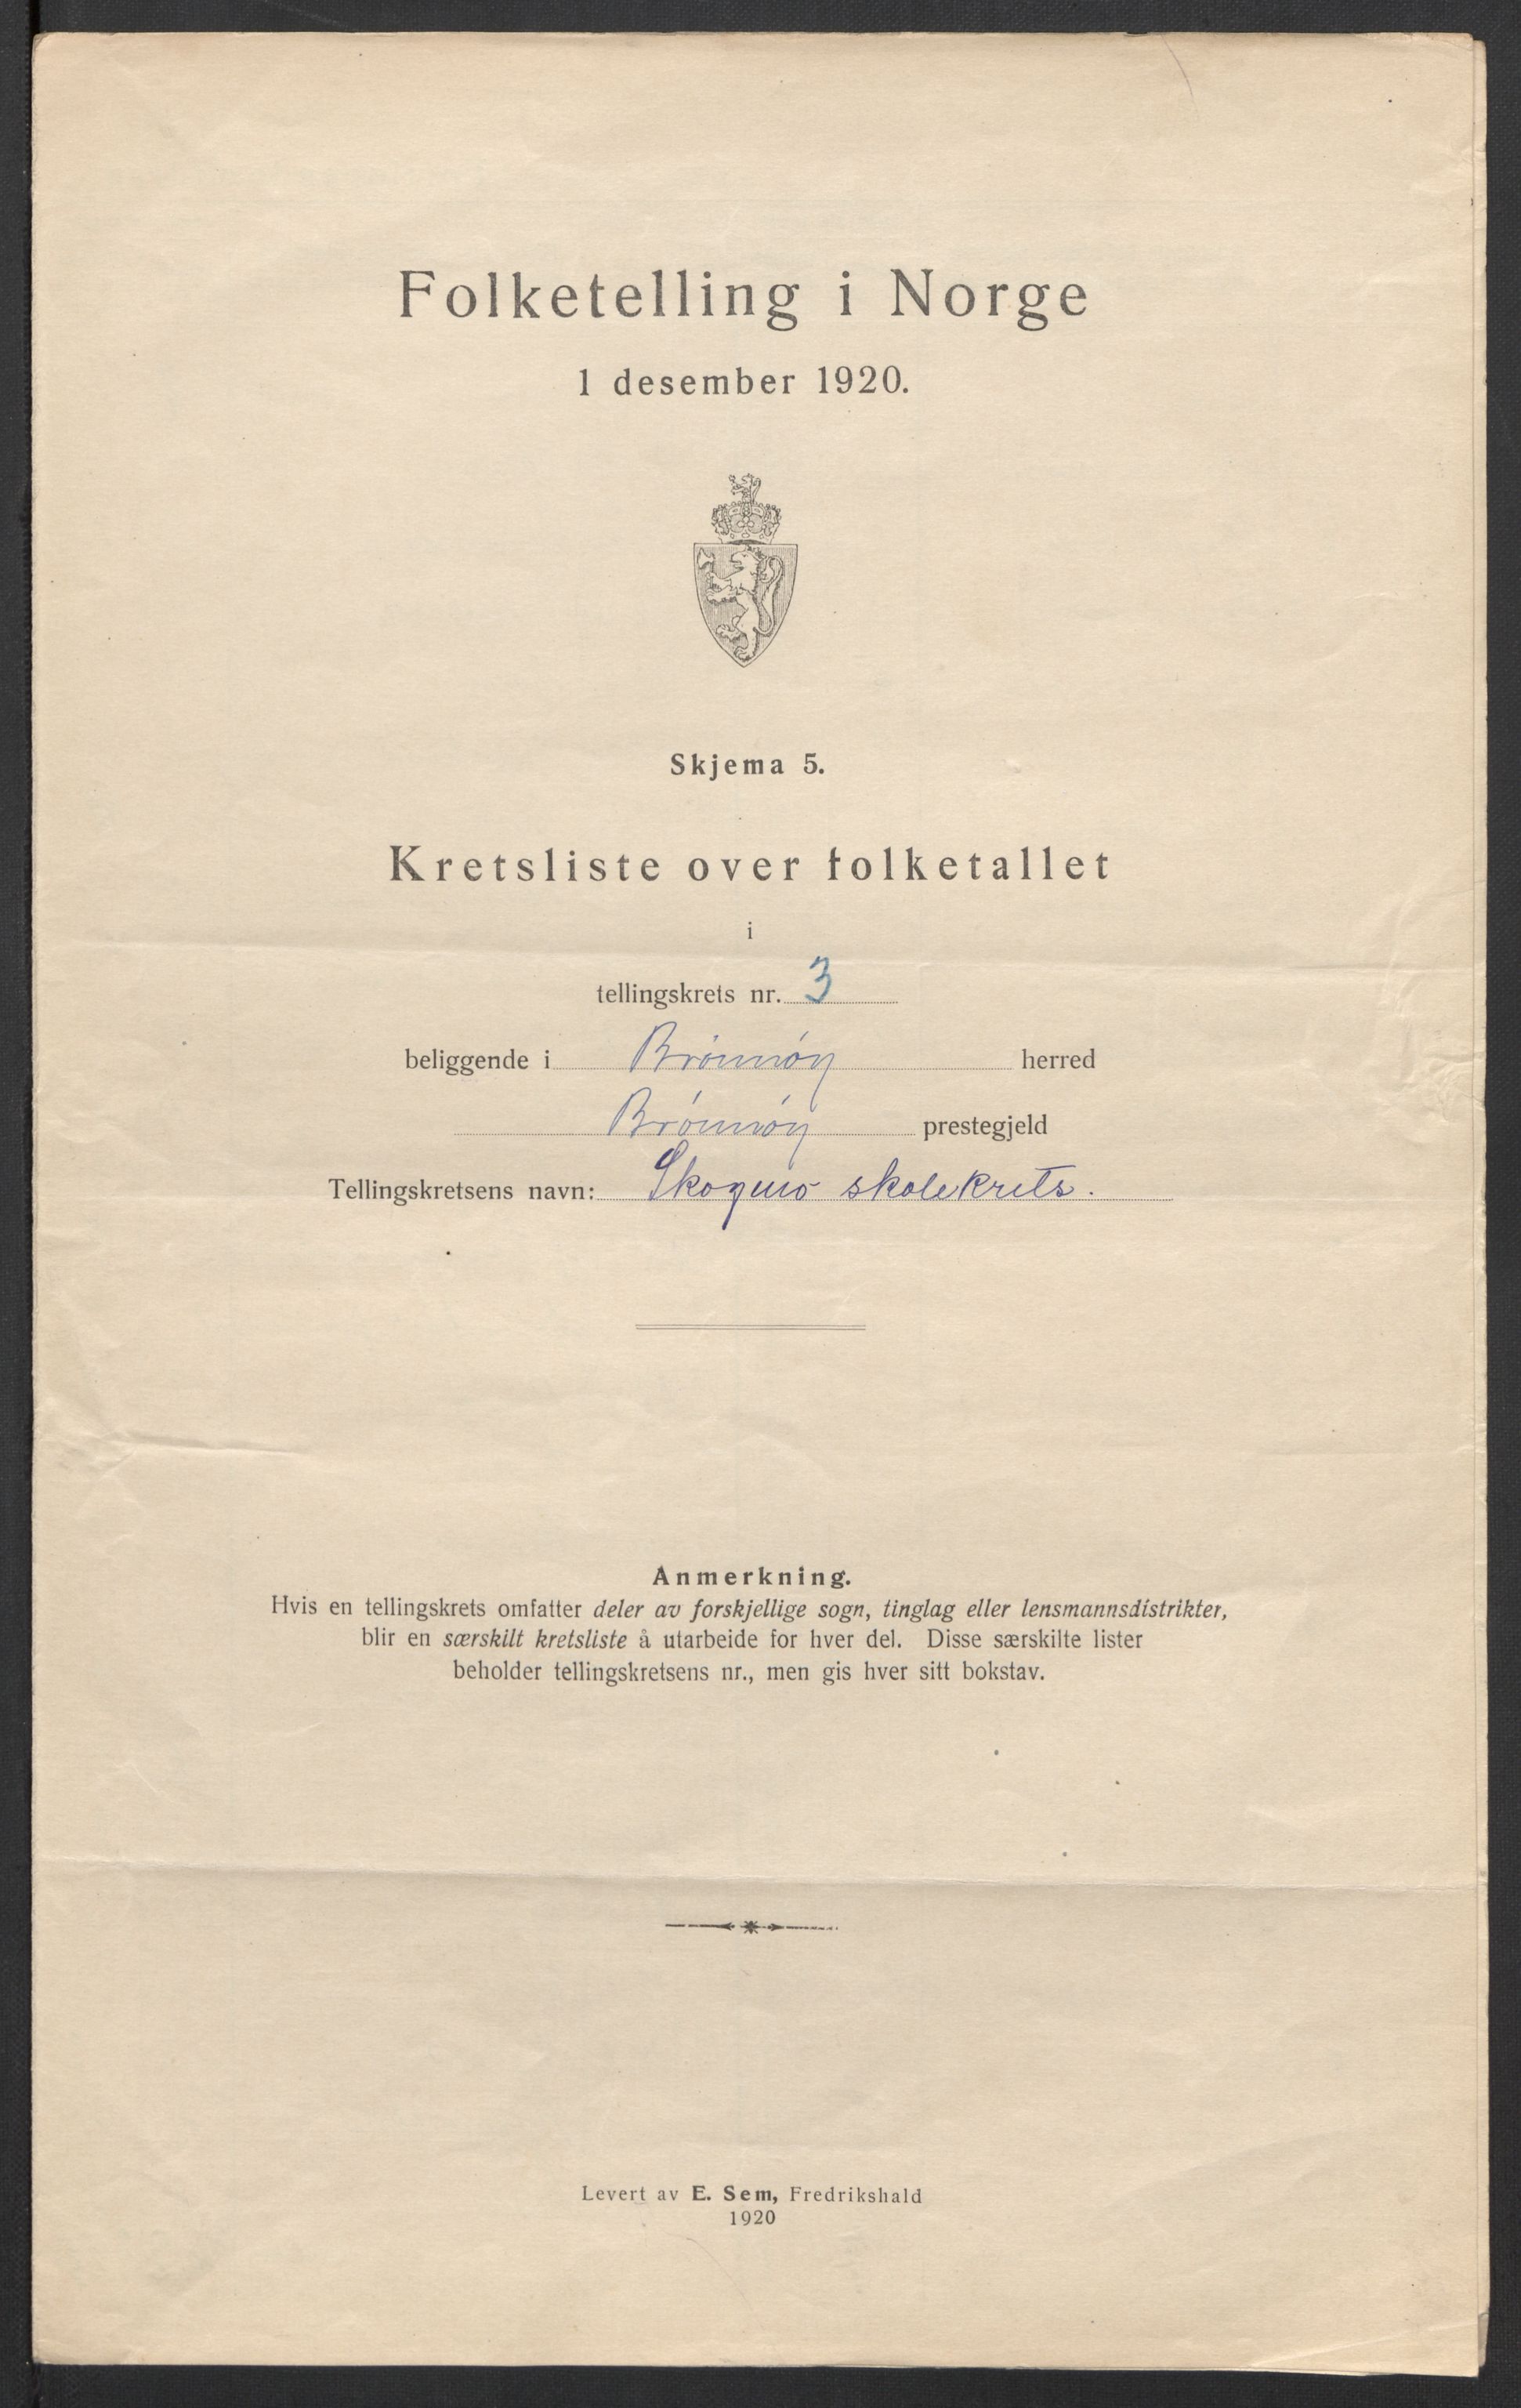 Folketelling i Norge
1 desember 1920.
Skjema 5.
Kretsliste over folketallet
i
tellingskrets nr. 3
beliggende i Brønnøy herred
Brønnøy prestegjeld
Tellingskretsens navn: Skogmo skolekrets.
Anmerkning.
Hvis en tellingskrets omfatter deler av forskjellige sogn, tinglag eller lensmannsdistrikter,
blir en særskilt kretsliste å utarbeide for hver del. Disse særskilte lister
beholder tellingskretsens nr., men gis hver sitt bokstav.
Levert av E. Sem, Fredrikshald
1920